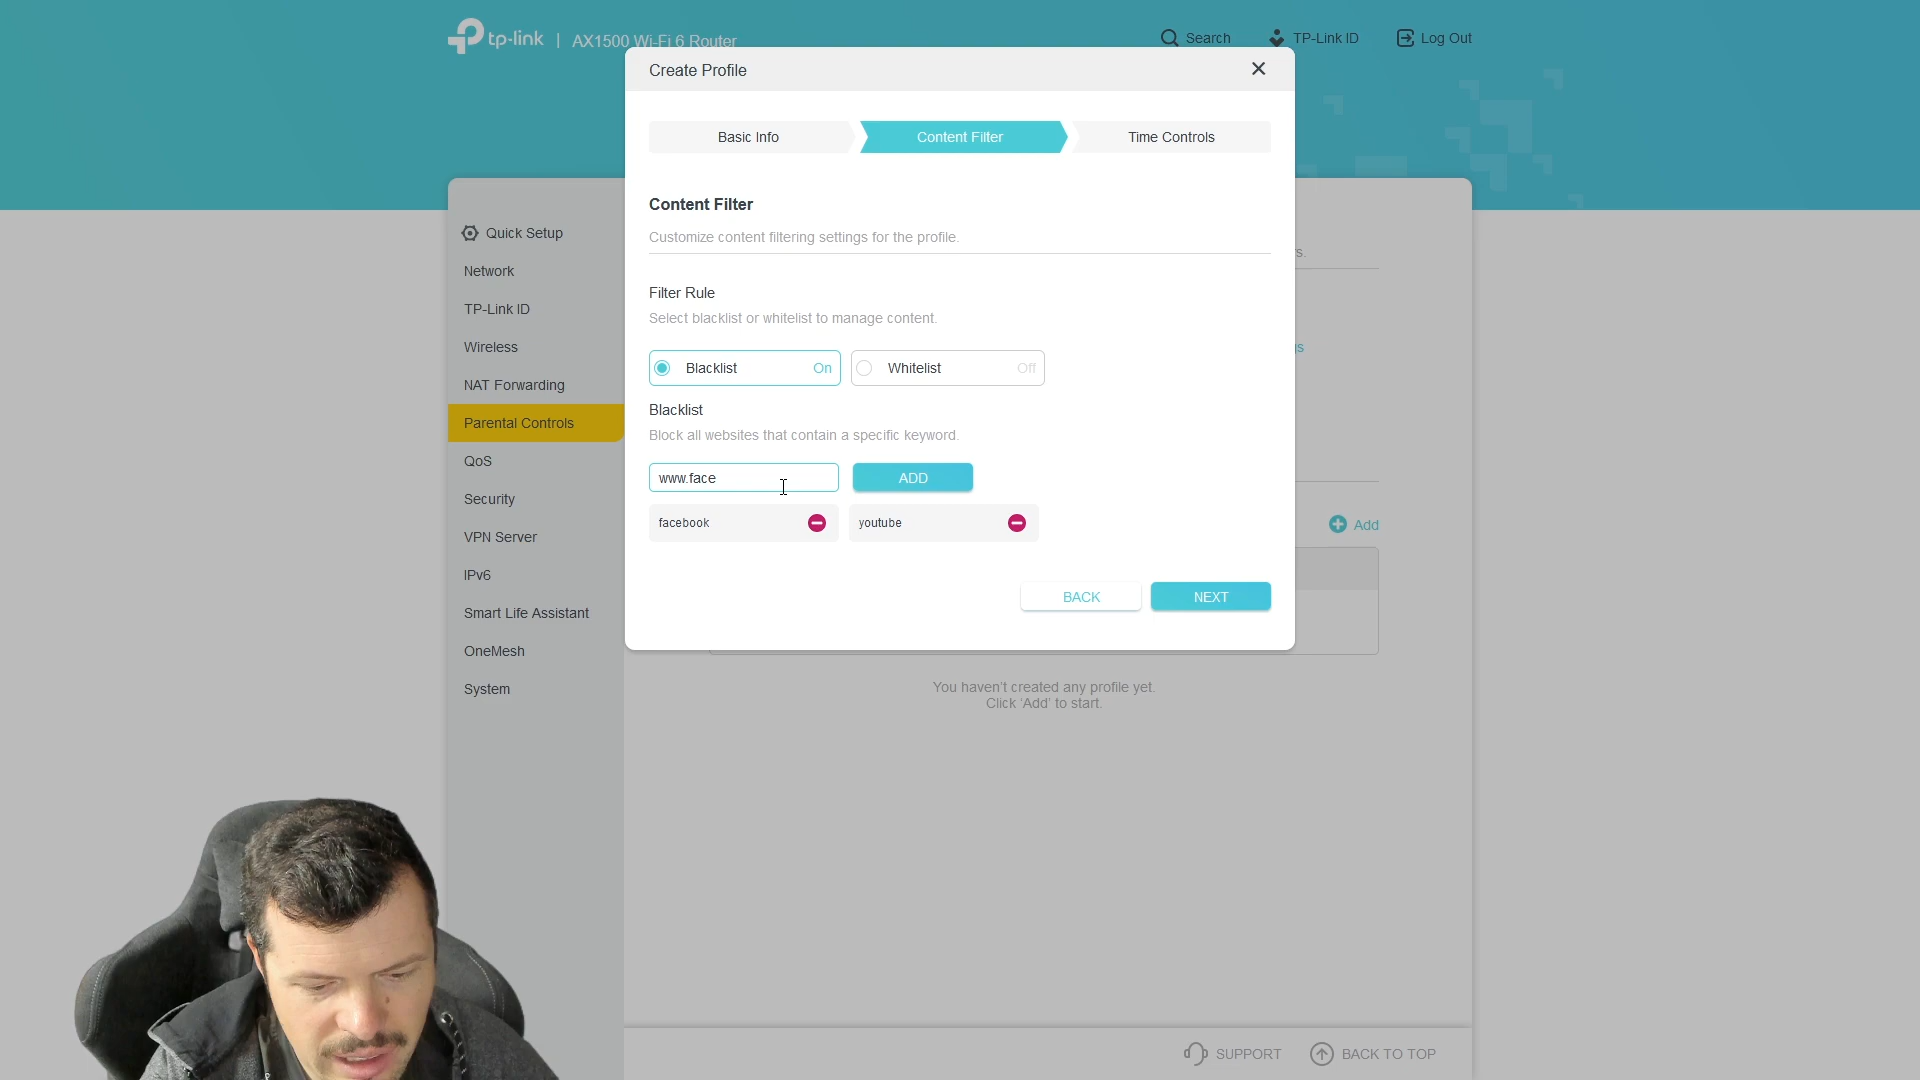 tp-link | AX1500 Wi-Fi 6 Router
Search
TP-Link ID
Log Out
Create Profile
Basic Info
Content Filter
Time Controls
Content Filter
Customize content filtering settings for the profile.
Filter Rule
Select blacklist or whitelist to manage content.
Blacklist On
Whitelist Off
Blacklist
Block all websites that contain a specific keyword.
www.face
ADD
facebook
youtube
BACK
NEXT
Quick Setup
Network
TP-Link ID
Wireless
NAT Forwarding
Parental Controls
QoS
Security
VPN Server
IPv6
Smart Life Assistant
OneMesh
System
Add
You haven't created any profile yet.
Click 'Add' to start.
SUPPORT
BACK TO TOP